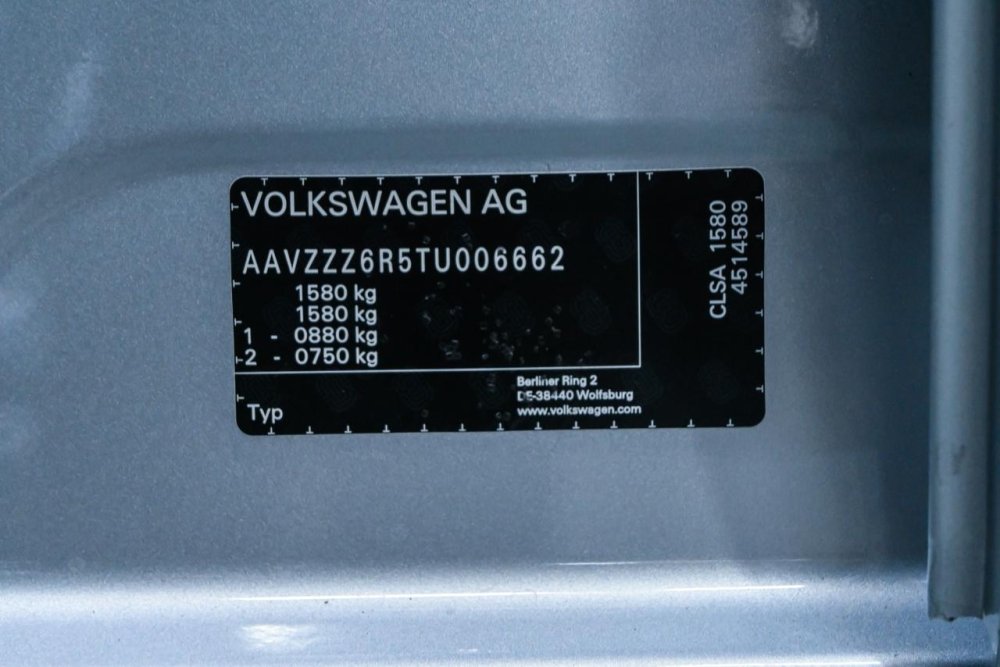 VOLKSWAGEN AG
AAVZZZ6R5TU006662
1580 kg
1580 kg
1 - 0880 kg
2 - 0750 kg
Typ
Berliner Ring 2
DE-38440 Wolfsburg
www.volkswagen.com
CLSA 1580
4514589